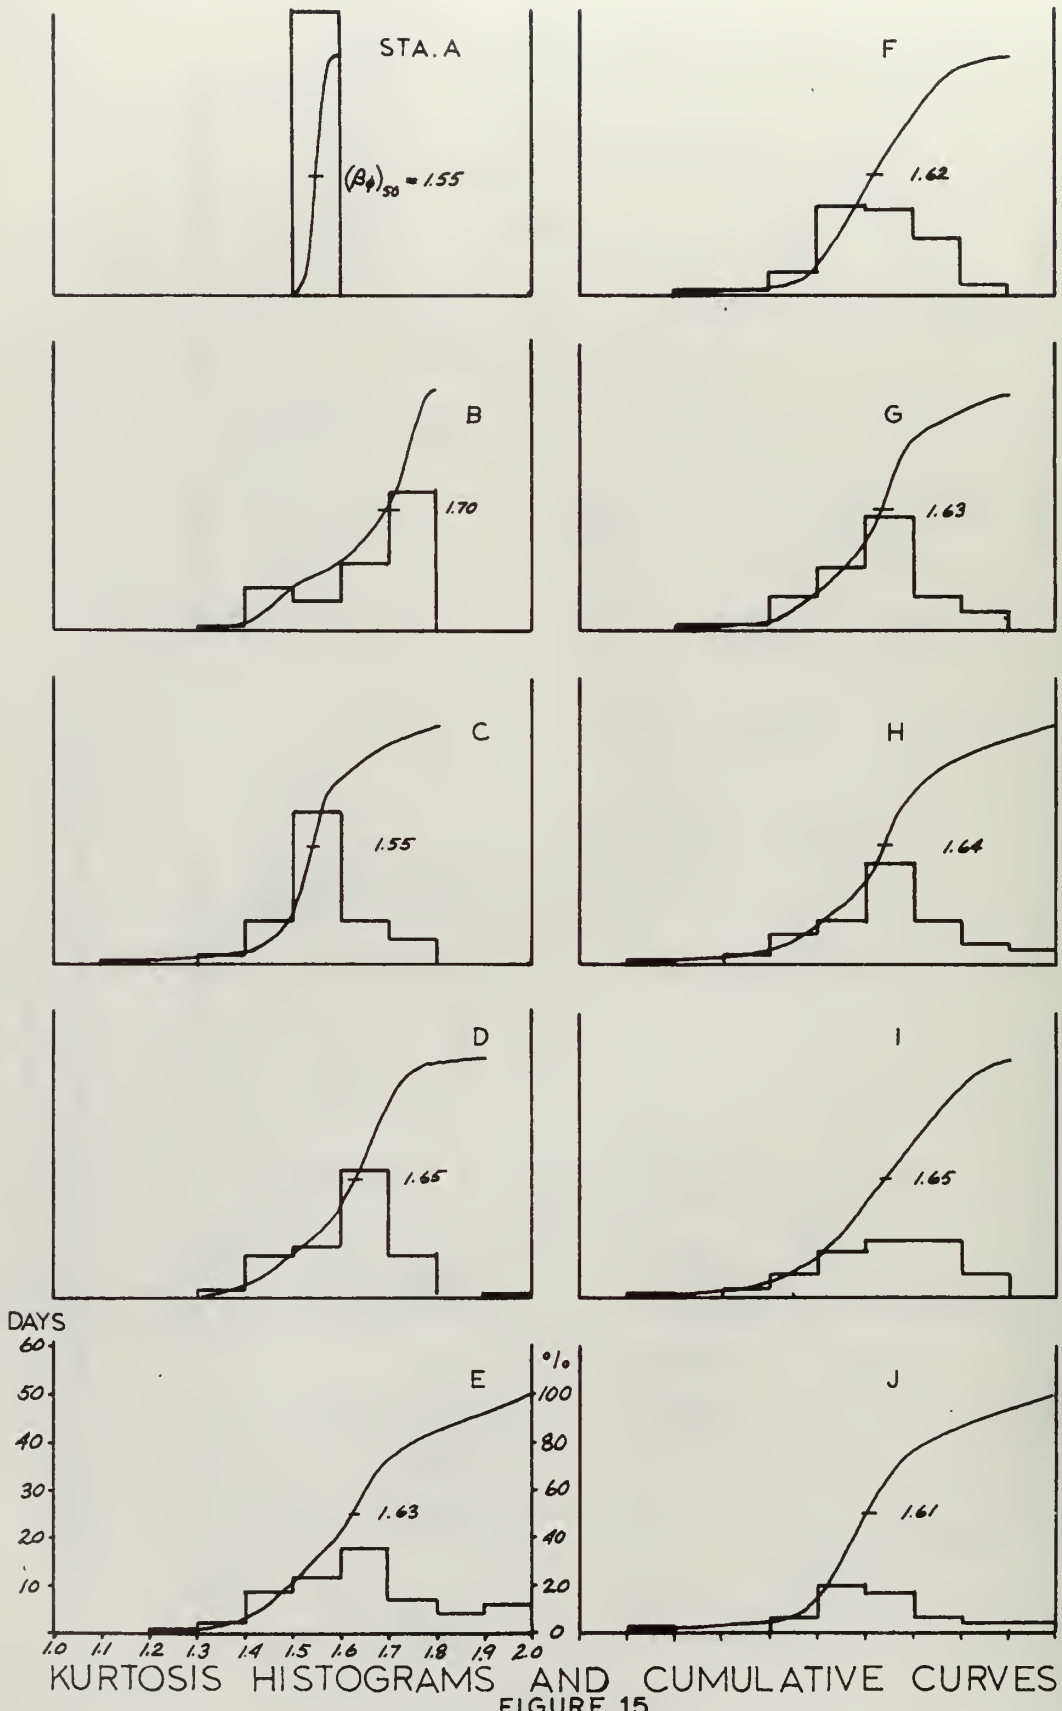 STA. A
(βϕ)₅₀ = 1.55
F
1.62
B
1.70
G
1.63
C
1.55
H
1.64
D
1.65
I
1.65
DAYS
60
50
40
30
20
10
E
1.63
%
100
80
60
40
20
0
J
1.61
1.0 1.1 1.2 1.3 1.4 1.5 1.6 1.7 1.8 1.9 2.0
KURTOSIS HISTOGRAMS AND CUMULATIVE CURVES
FIGURE 15